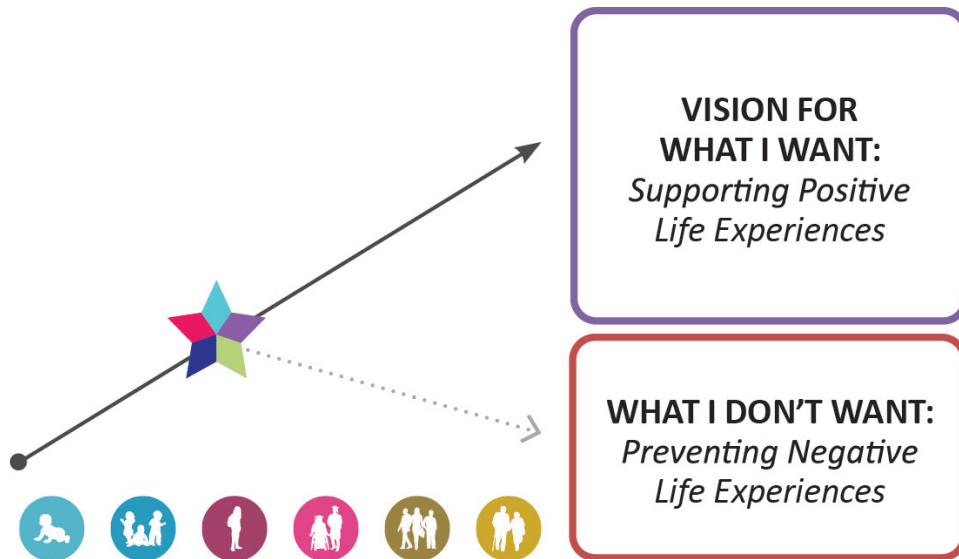 VISION FOR
WHAT I WANT:
Supporting Positive
Life Experiences
WHAT I DON’T WANT:
Preventing Negative
Life Experiences